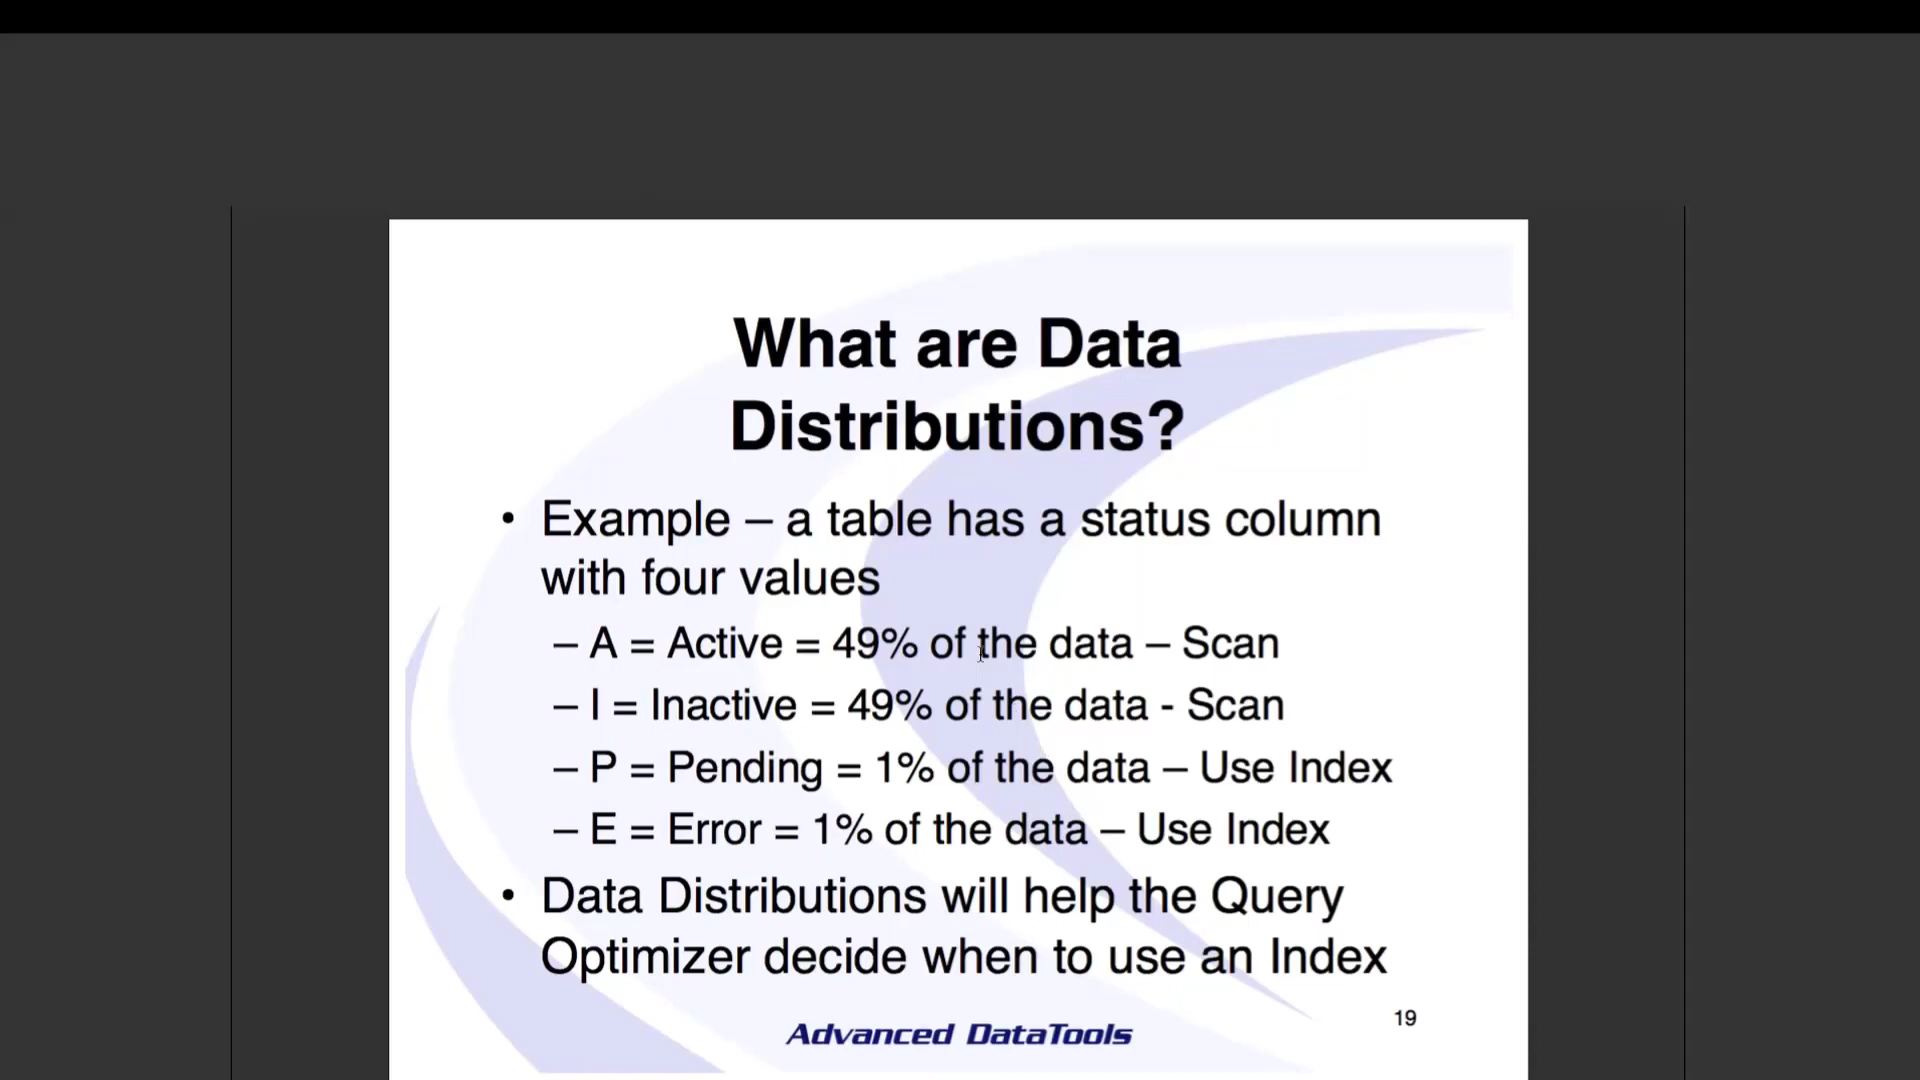 What are Data
Distributions?
• Example – a table has a status column
with four values
– A = Active = 49% of the data – Scan
– I = Inactive = 49% of the data - Scan
– P = Pending = 1% of the data – Use Index
– E = Error = 1% of the data – Use Index
• Data Distributions will help the Query
Optimizer decide when to use an Index
19
Advanced DataTools